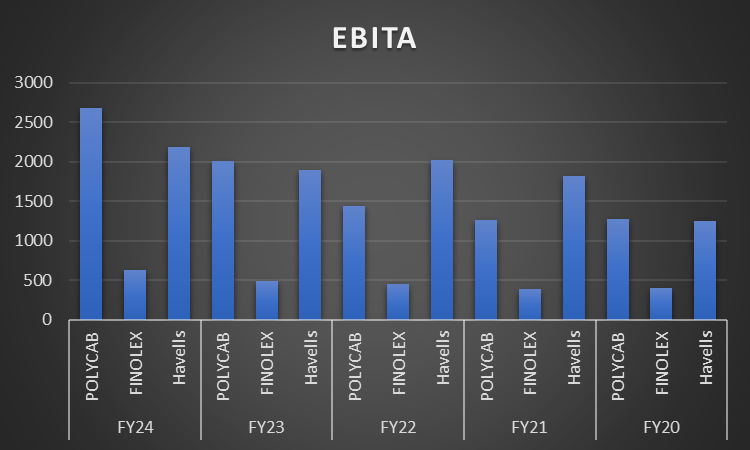 EBITA
3000
2500
2000
1500
1000
500
0
POLYCAB FINOLEX Havells POLYCAB FINOLEX Havells POLYCAB FINOLEX Havells POLYCAB FINOLEX Havells POLYCAB FINOLEX Havells
FY24 FY23 FY22 FY21 FY20